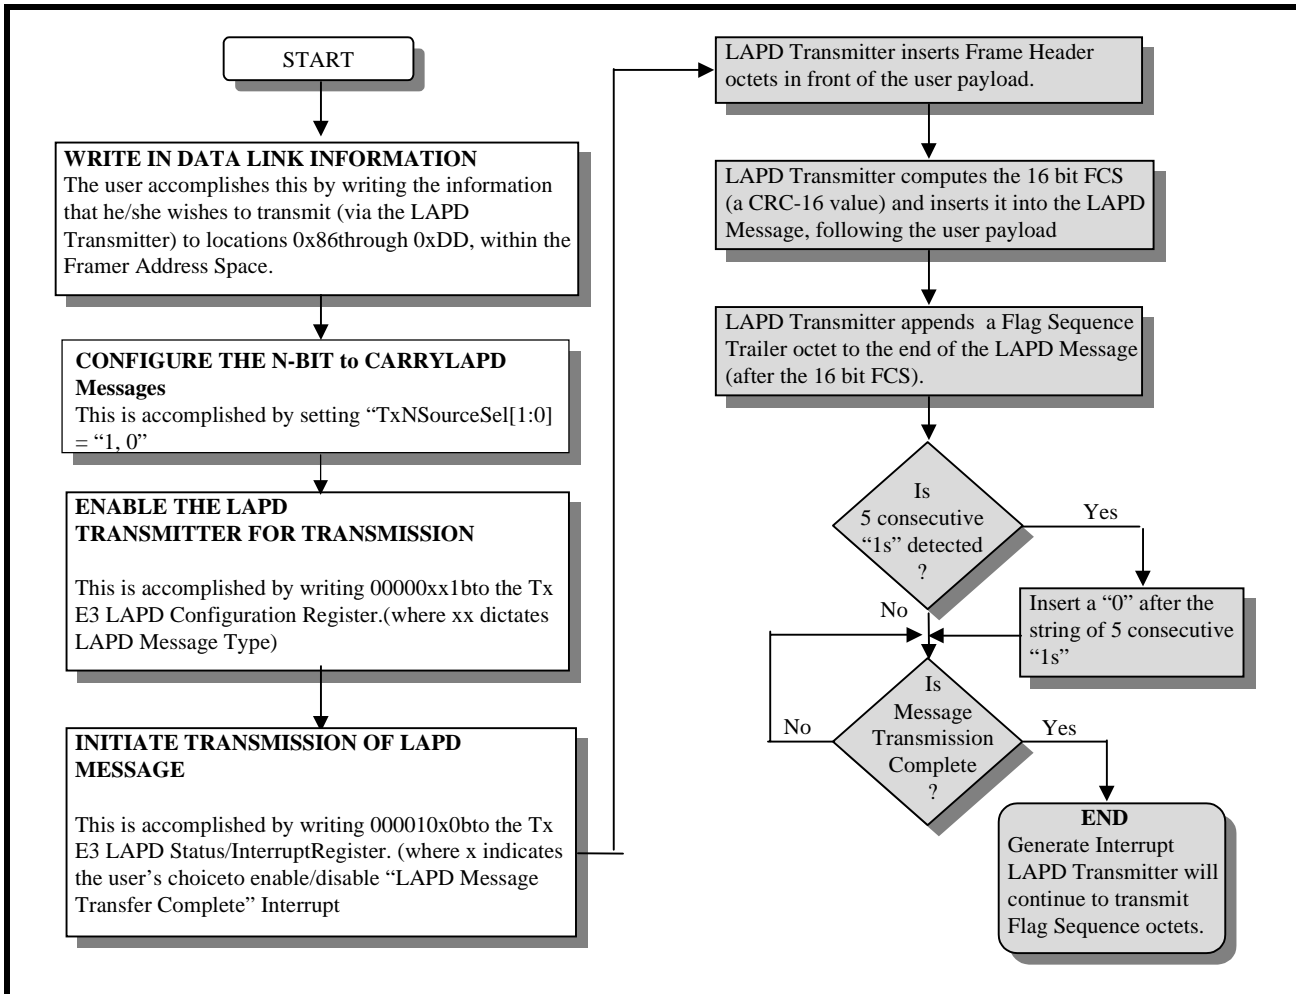 START
WRITE IN DATA LINK INFORMATION
The user accomplishes this by writing the information
that he/she wishes to transmit (via the LAPD
Transmitter) to locations 0x86through 0xDD, within the
Framer Address Space.
CONFIGURE THE N-BIT to CARRYLAPD
Messages
This is accomplished by setting “TxNSourceSel[1:0]
= “1, 0”
ENABLE THE LAPD
TRANSMITTER FOR TRANSMISSION
This is accomplished by writing 00000xx1bto the Tx
E3 LAPD Configuration Register.(where xx dictates
LAPD Message Type)
INITIATE TRANSMISSION OF LAPD
MESSAGE
This is accomplished by writing 000010x0bto the Tx
E3 LAPD Status/InterruptRegister. (where x indicates
the user’s choiceto enable/disable “LAPD Message
Transfer Complete” Interrupt
LAPD Transmitter inserts Frame Header
octets in front of the user payload.
LAPD Transmitter computes the 16 bit FCS
(a CRC-16 value) and inserts it into the LAPD
Message, following the user payload
LAPD Transmitter appends  a Flag Sequence
Trailer octet to the end of the LAPD Message
(after the 16 bit FCS).
Is
5 consecutive
“1s” detected
?
Yes
No
Insert a “0” after the
string of 5 consecutive
“1s”
Is
Message
Transmission
Complete
?
No
Yes
END
Generate Interrupt
LAPD Transmitter will
continue to transmit
Flag Sequence octets.